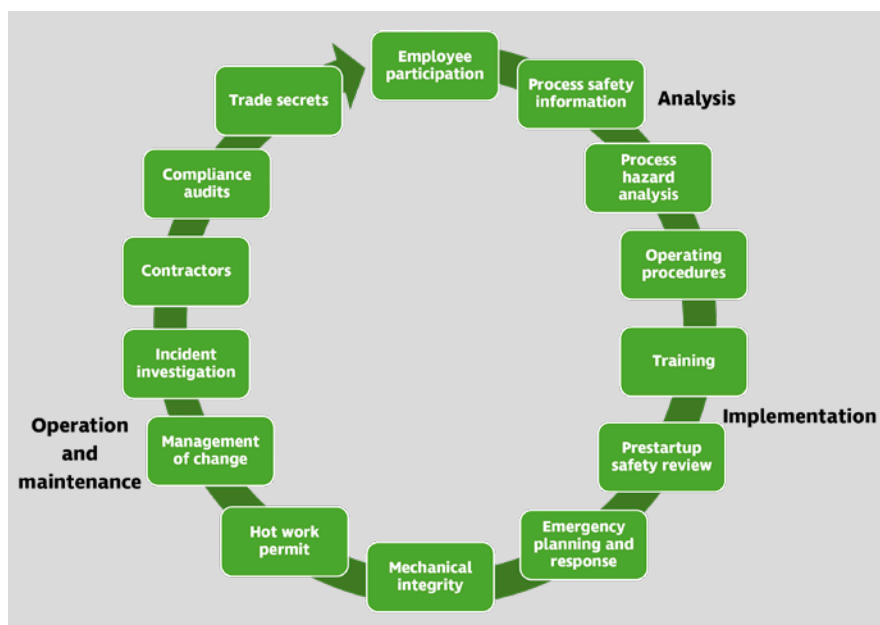 Employee
participation
Process safety
information
Analysis
Process
hazard
analysis
Operating
procedures
Training
Implementation
Prestartup
safety review
Emergency
planning and
response
Mechanical
integrity
Hot work
permit
Management
of change
Operation
and
maintenance
Incident
investigation
Contractors
Compliance
audits
Trade secrets